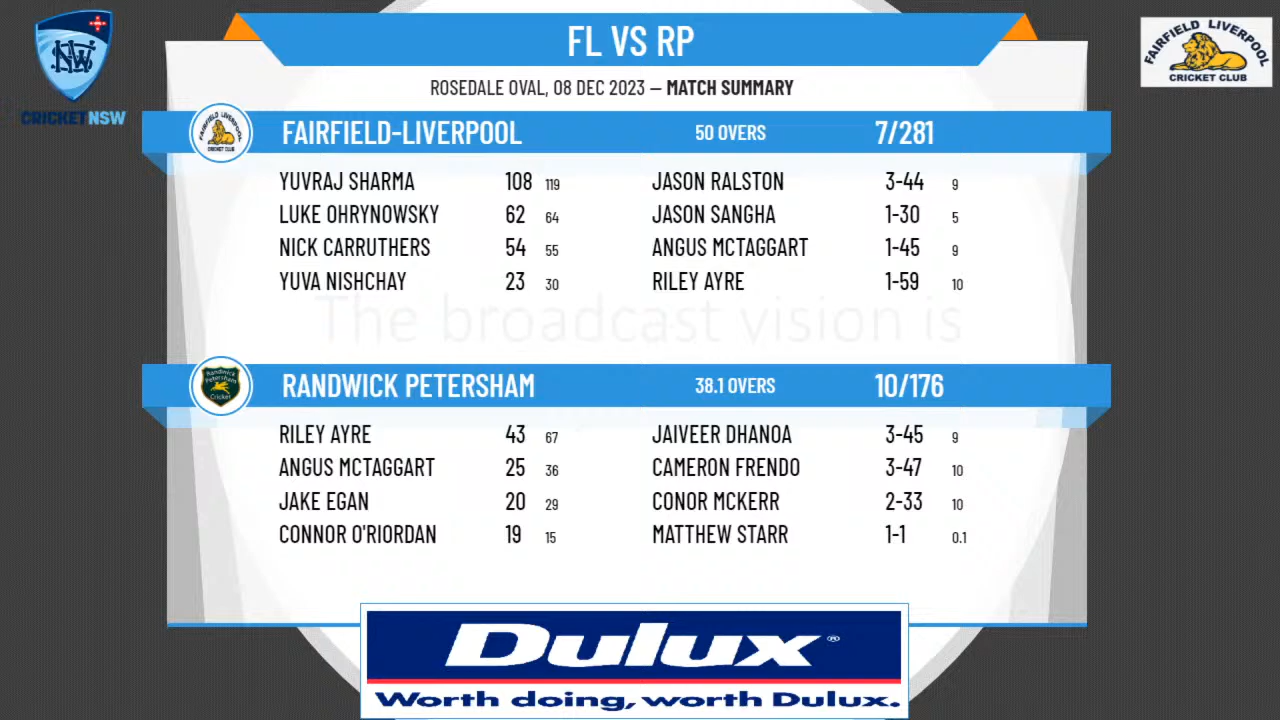 FL VS RP
FAIRFIELD LIVERPOOL CRICKET CLUB
NSW
CRICKET NSW
ROSEDALE OVAL, 08 DEC 2023 – MATCH SUMMARY
FAIRFIELD-LIVERPOOL 50 OVERS 7/281
YUVRAJ SHARMA 108 119 JASON RALSTON 3-44 9
LUKE OHRYNOWSKY 62 64 JASON SANGHA 1-30 5
NICK CARRUTHERS 54 55 ANGUS MCTAGGART 1-45 9
YUVA NISHCHAY 23 30 RILEY AYRE 1-59 10
The broadcast vision is
Randwick Petersham Cricket
RANDWICK PETERSHAM 38.1 OVERS 10/176
RILEY AYRE 43 67 JAIVEER DHANOA 3-45 9
ANGUS MCTAGGART 25 36 CAMERON FRENDO 3-47 10
JAKE EGAN 20 29 CONOR MCKERR 2-33 10
CONNOR O'RIORDAN 19 15 MATTHEW STARR 1-1 0.1
Dulux®
Worth doing, worth Dulux.